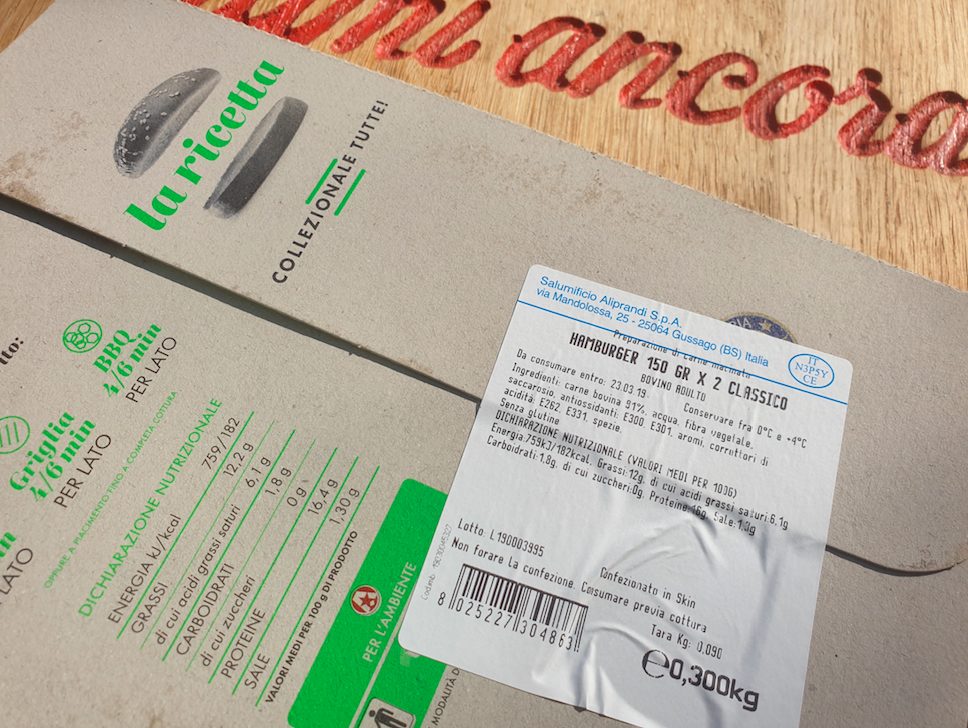 ancora
la ricetta
COLLEZIONALE TUTTE!
BBQ
4/6 min
PER LATO
Griglia
4/6 min
PER LATO
LATO
OPPURE A PIACIMENTO FINO A COMPLETA COTTURA
DICHIARAZIONE NUTRIZIONALE
ENERGIA kJ/kcal 759/182
GRASSI 12,2 g
di cui acidi grassi saturi 6,1 g
CARBOIDRATI 1,8 g
di cui zuccheri 0 g
PROTEINE 16,4 g
SALE 1,30 g
VALORI MEDI PER 100 g DI PRODOTTO
PER L'AMBIENTE
MODALITÀ D
Salumificio Aliprandi S.p.A.
via Mandolossa, 25 - 25064 Gussago (BS) Italia
IT
N3P5Y
CE
Preparazione di carne macinata
HAMBURGER 150 GR X 2 CLASSICO
BOVINO ADULTO
Da consumare entro: 23.03.19. Conservare fra 0°C e +4°C
Ingredienti: carne bovina 91%, acqua, fibra vegetale,
saccarosio, antiossidanti: E300, E301, aromi, correttori di
acidità: E262, E331, spezie.
Senza glutine
DICHIARAZIONE NUTRIZIONALE (VALORI MEDI PER 100G)
Energia:759kJ/182kcal, Grassi:12g, di cui acidi grassi saturi:6,1g
Carboidrati:1,8g, di cui zuccheri:0g, Proteine:16g, Sale:1,3g
Lotto: L190003995
Confezionato in Skin
Non forare la confezione. Consumare previa cottura
Tara Kg: 0,090
8 025227 304863
e0,300kg